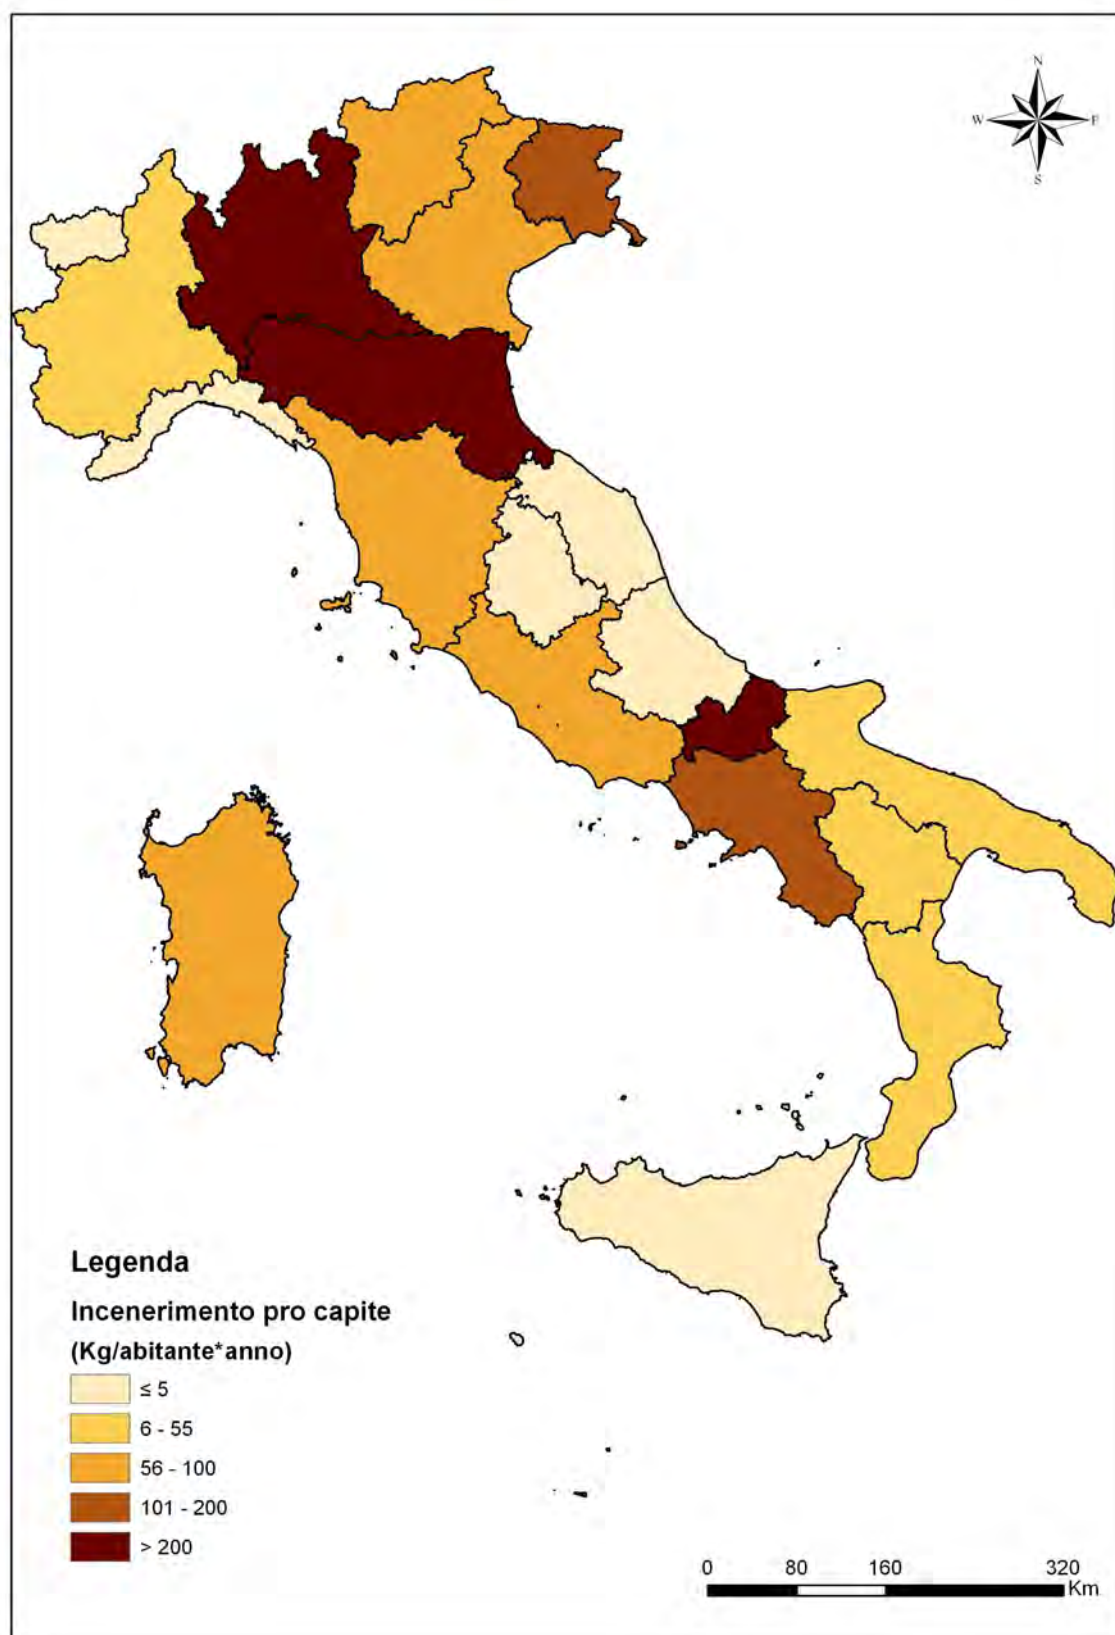 N
W E
S
Legenda
Incenerimento pro capite
(Kg/abitante*anno)
≤ 5
6 - 55
56 - 100
101 - 200
> 200
0 80 160 320
Km